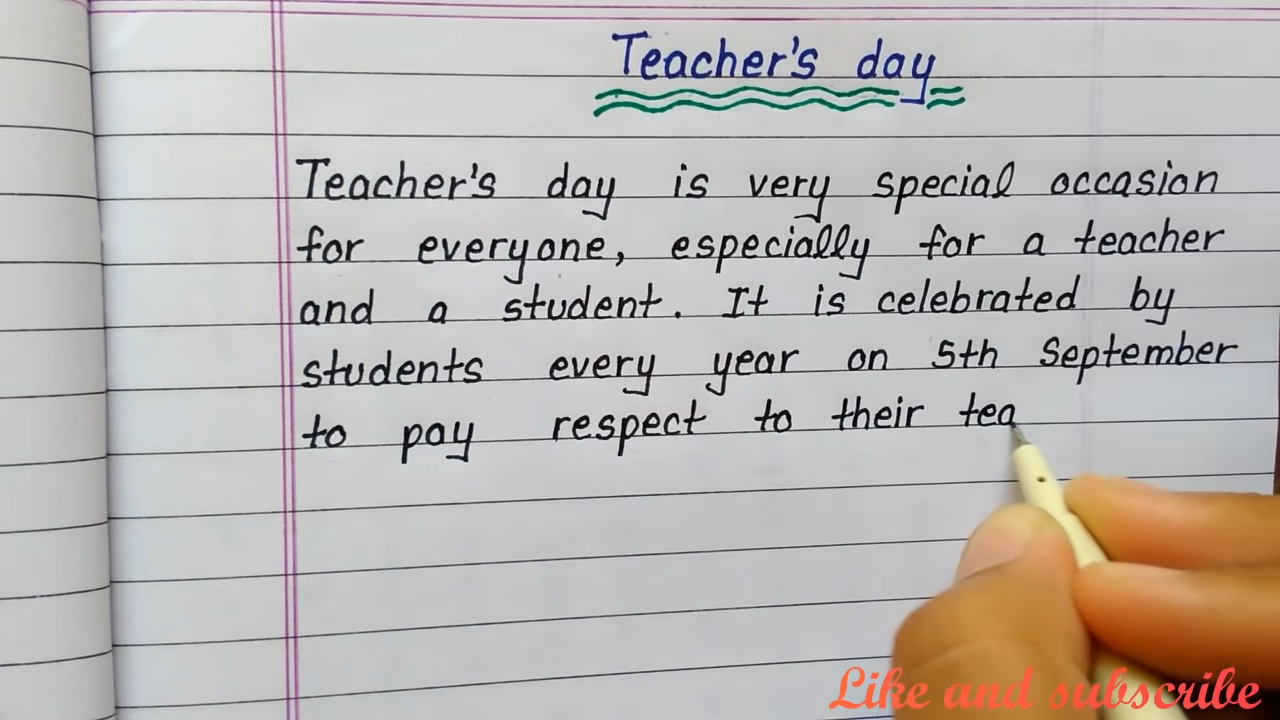 Teacher's day
Teacher's day is very special occasion
for everyone, especially for a teacher
and a student. It is celebrated by
students every year on 5th September
to pay respect to their tea
Like and subscribe